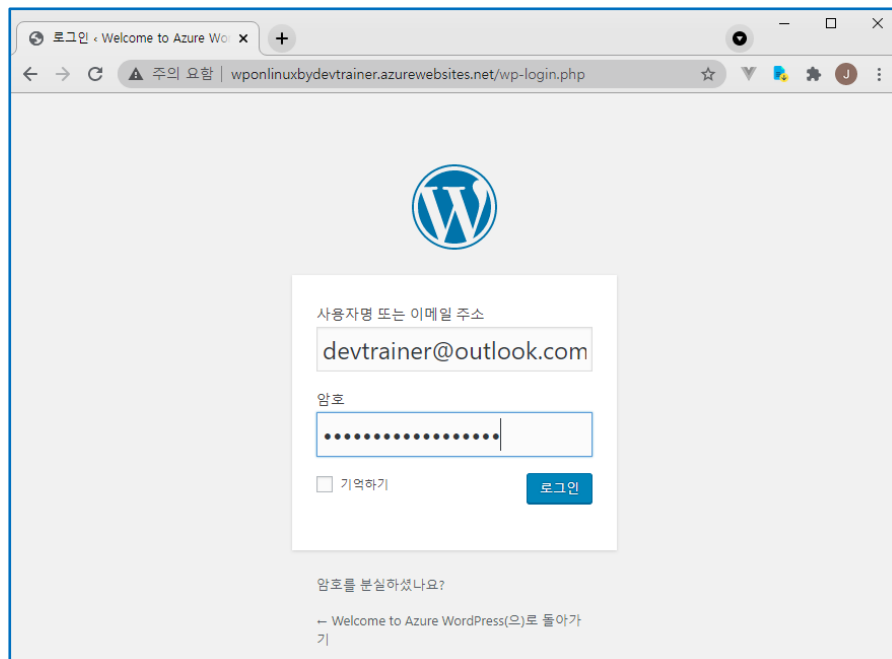 로그인 ‹ Welcome to Azure Wo
주의 요함 | wponlinuxbydevtrainer.azurewebsites.net/wp-login.php
J
사용자명 또는 이메일 주소
devtrainer@outlook.com
암호
••••••••••••••••••
기억하기
로그인
암호를 분실하셨나요?
← Welcome to Azure WordPress(으)로 돌아가
기